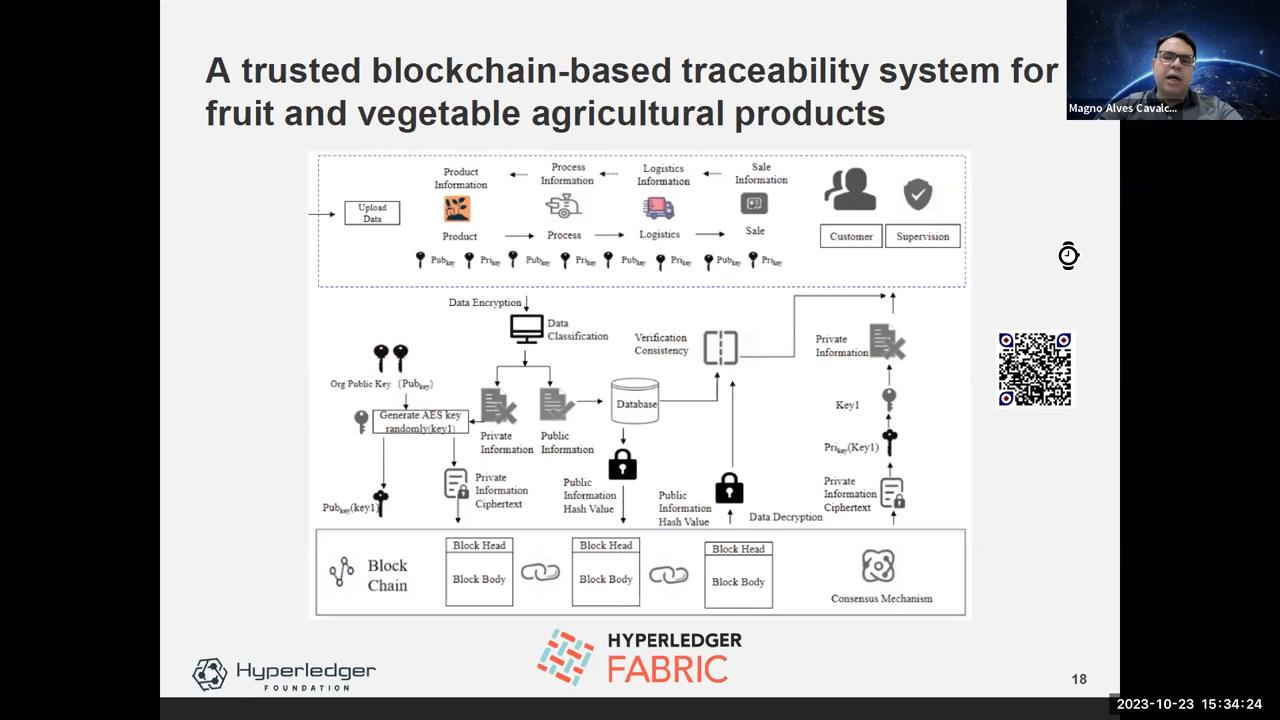 A trusted blockchain-based traceability system for
fruit and vegetable agricultural products
Magno Alves Cavalc...
Product
Information
Process
Information
Logistics
Information
Sale
Information
Upload
Data
Product
Process
Logistics
Sale
Customer
Supervision
Pubkey
Prikey
Pubkey
Prikey
Pubkey
Prikey
Pubkey
Prikey
Data Encryption
Data
Classification
Verification
Consistency
Private
Information
Org Public Key （Pubkey)
Generate AES key
randomly(key1)
Private
Information
Public
Information
Database
Key1
Prikey(Key1)
Pubkey(key1)
Private
Information
Ciphertext
Public
Information
Hash Value
Public
Information
Hash Value
Data Decryption
Private
Information
Ciphertext
Block
Chain
Block Head
Block Body
Block Head
Block Body
Block Head
Block Body
Consensus Mechanism
Hyperledger
FOUNDATION
HYPERLEDGER
FABRIC
18
2023-10-23 15:34:24